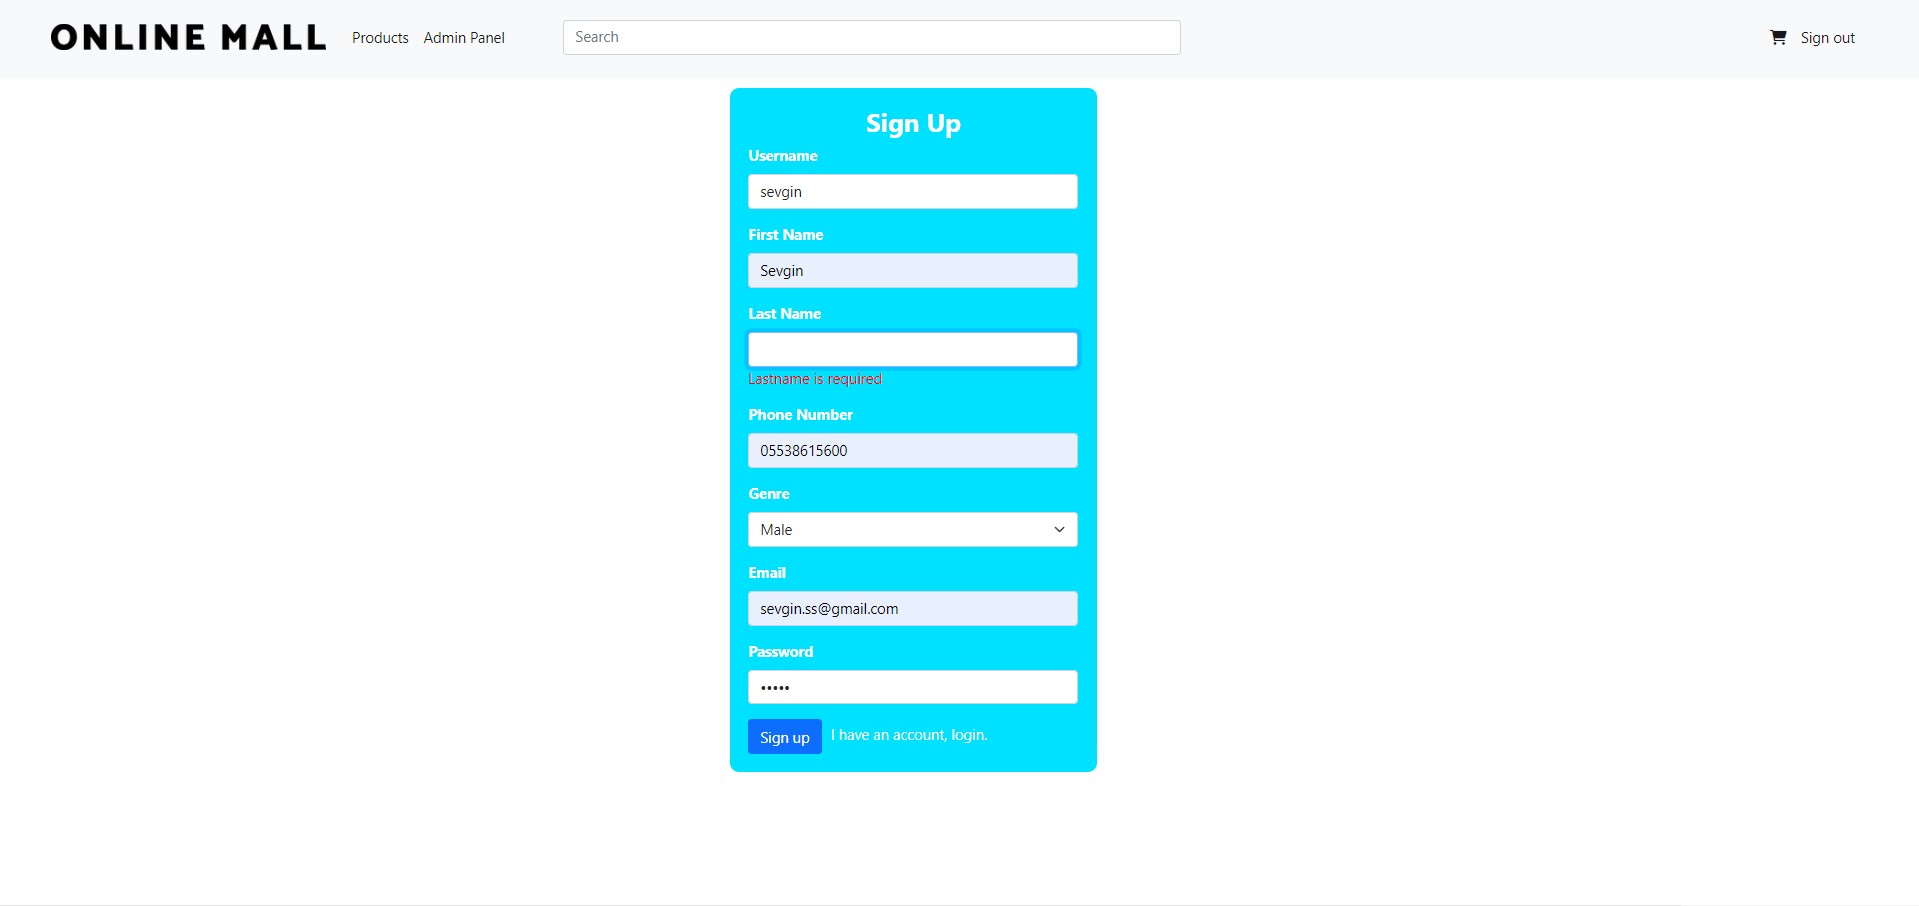 ONLINE MALL Products Admin Panel Search Sign out
Sign Up
Username
sevgin
First Name
Sevgin
Last Name
Lastname is required
Phone Number
05538615600
Genre
Male
Email
sevgin.ss@gmail.com
Password
•••••
Sign up I have an account, login.